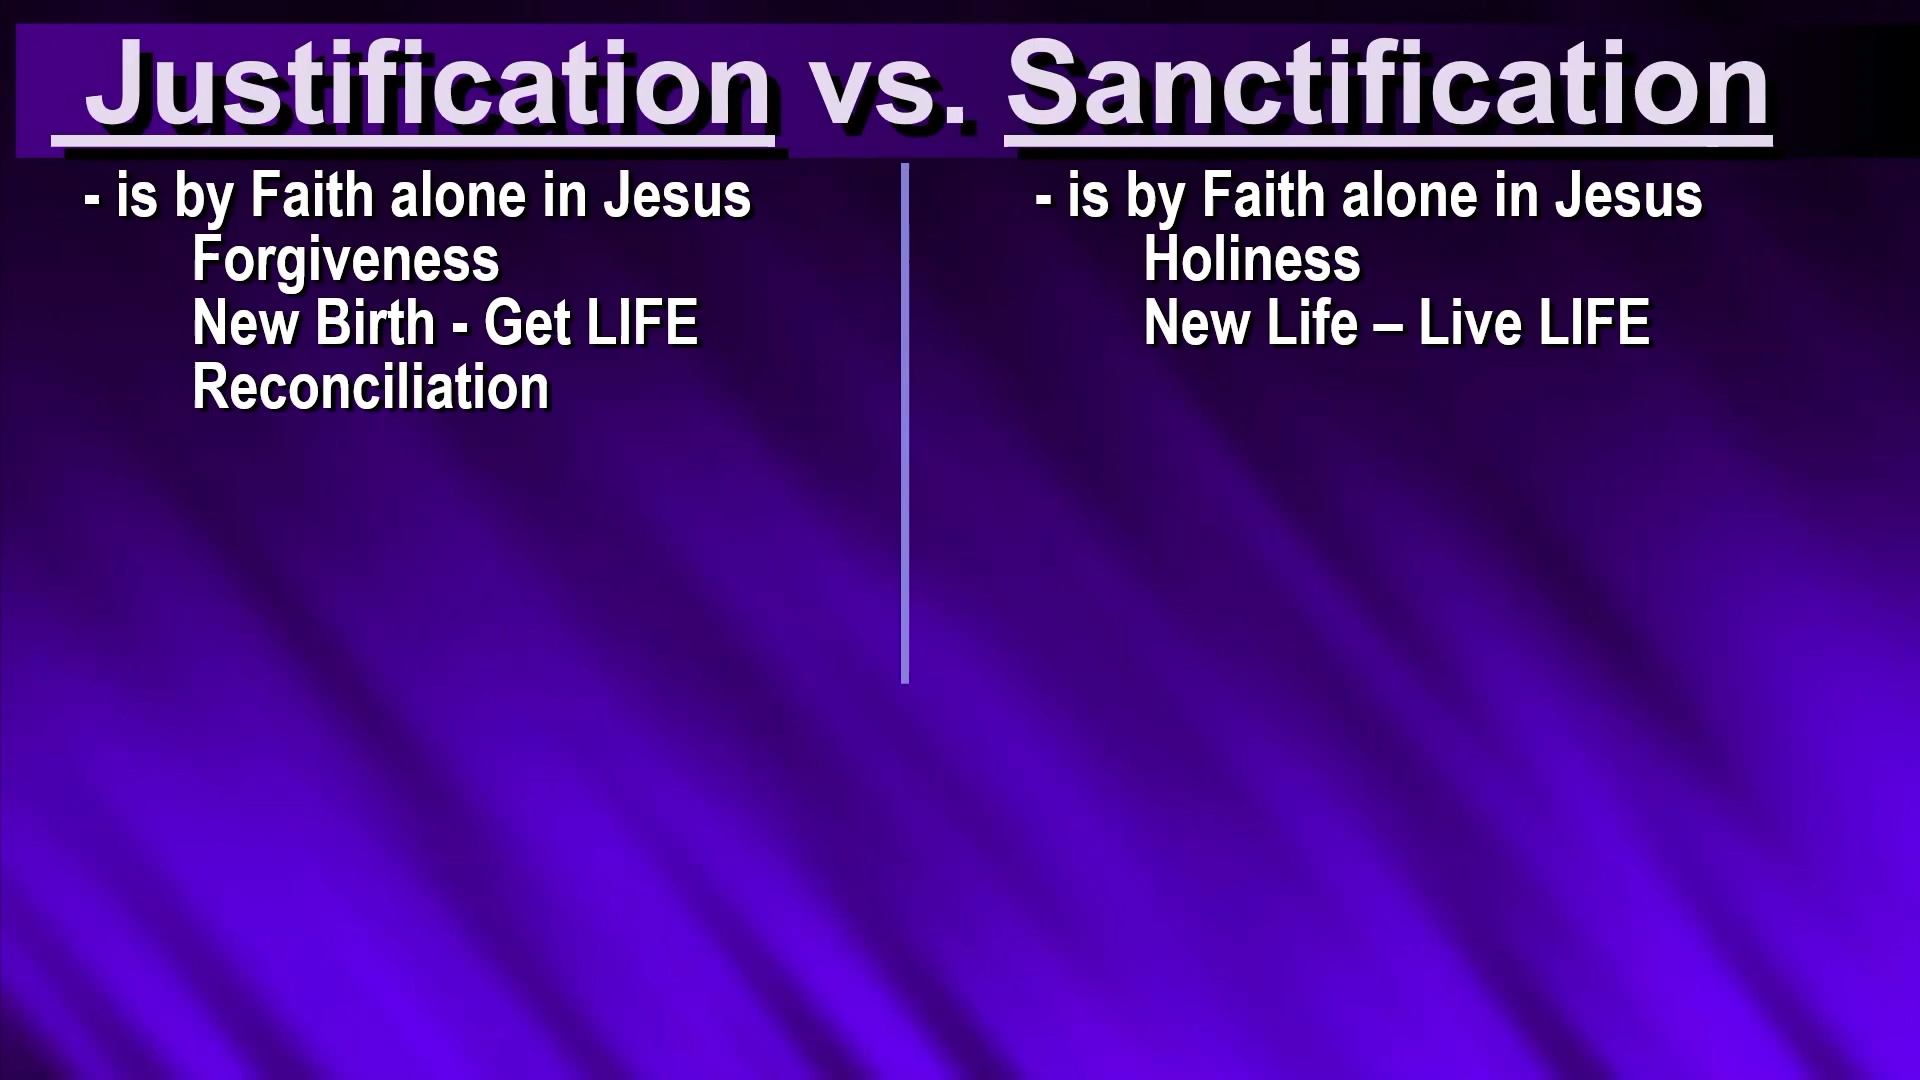 Justification vs. Sanctification
- is by Faith alone in Jesus
Forgiveness
New Birth - Get LIFE
Reconciliation
- is by Faith alone in Jesus
Holiness
New Life – Live LIFE